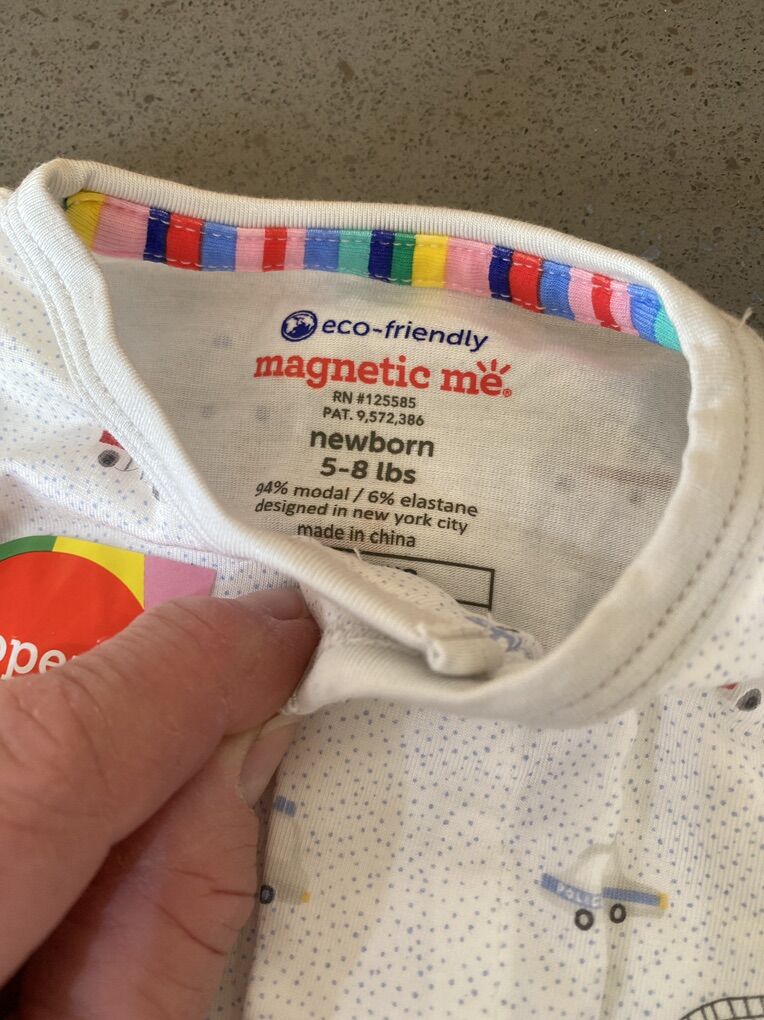 eco-friendly
magnetic me®
RN #125585
PAT. 9,572,386
newborn
5-8 lbs
94% modal / 6% elastane
designed in new york city
made in china
POLICE